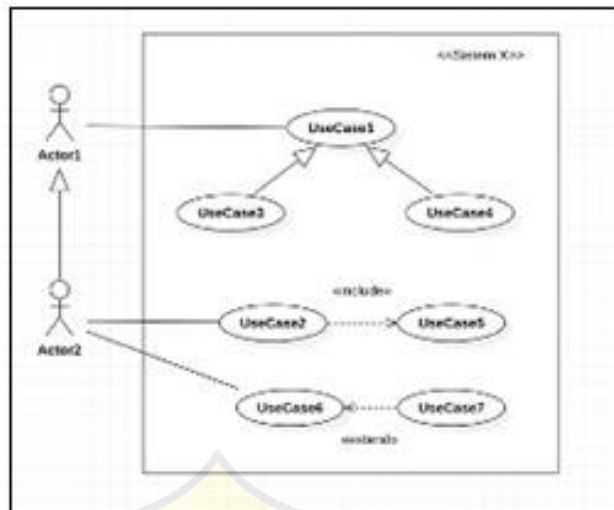 <<Sistem X>>
UseCase1
Actor1
UseCase3 UseCase4
«include»
UseCase2 UseCase5
Actor2
UseCase6 UseCase7
«extend»